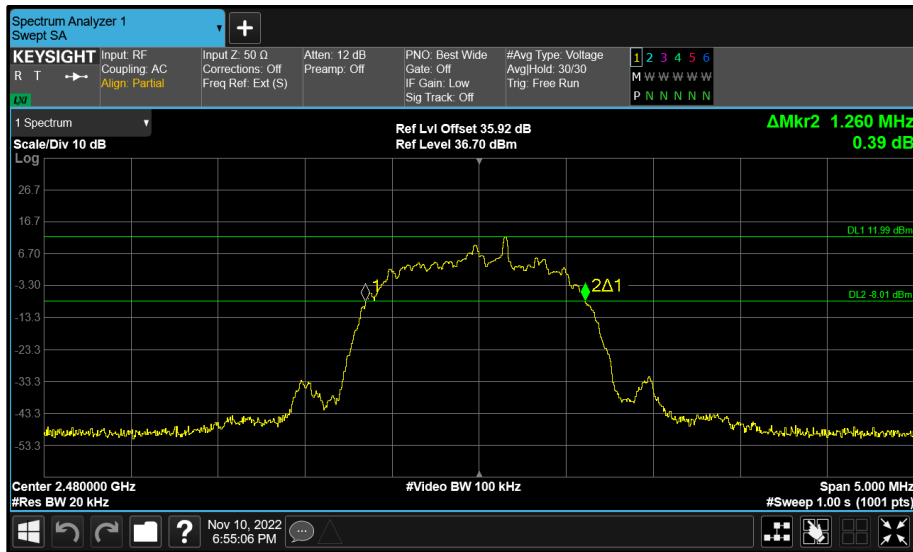 Spectrum Analyzer 1
Swept SA
KEYSIGHT
R T
LXI
Input: RF
Coupling: AC
Align: Partial
Input Z: 50 Ω
Corrections: Off
Freq Ref: Ext (S)
Atten: 12 dB
Preamp: Off
PNO: Best Wide
Gate: Off
IF Gain: Low
Sig Track: Off
#Avg Type: Voltage
Avg|Hold: 30/30
Trig: Free Run
1 2 3 4 5 6
M W W W W W
P N N N N N
1 Spectrum
Scale/Div 10 dB
Ref Lvl Offset 35.92 dB
Ref Level 36.70 dBm
ΔMkr2 1.260 MHz
0.39 dB
Log
26.7
16.7
DL1 11.99 dBm
6.70
-3.30
1
2Δ1
DL2 -8.01 dBm
-13.3
-23.3
-33.3
-43.3
-53.3
Center 2.480000 GHz
#Video BW 100 kHz
Span 5.000 MHz
#Res BW 20 kHz
#Sweep 1.00 s (1001 pts)
?
Nov 10, 2022
6:55:06 PM